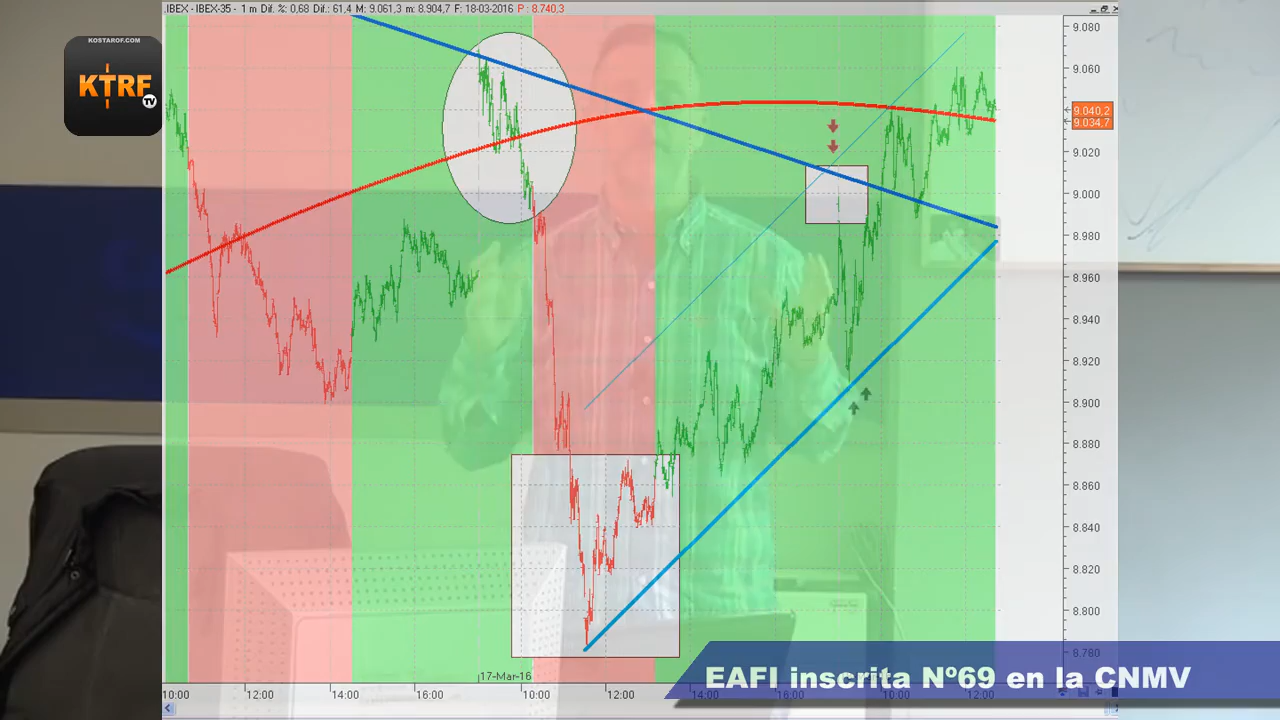 IBEX - IBEX-35 - 1 m Dif. %: 0,68 Dif.: 61,4 M: 9.061,3 m: 8.904,7 F: 18-03-2016 P : 8.740,3
KOSTAROF.COM
KTRF
TV
9.080
9.060
9.040,2
9.034,7
9.020
9.000
8.980
8.960
8.940
8.920
8.900
8.880
8.860
8.840
8.820
8.800
8.780
17-Mar-16
EAFI inscrita Nº69 en la CNMV
10:00 12:00 14:00 16:00 10:00 12:00 14:00 16:00 10:00 12:00